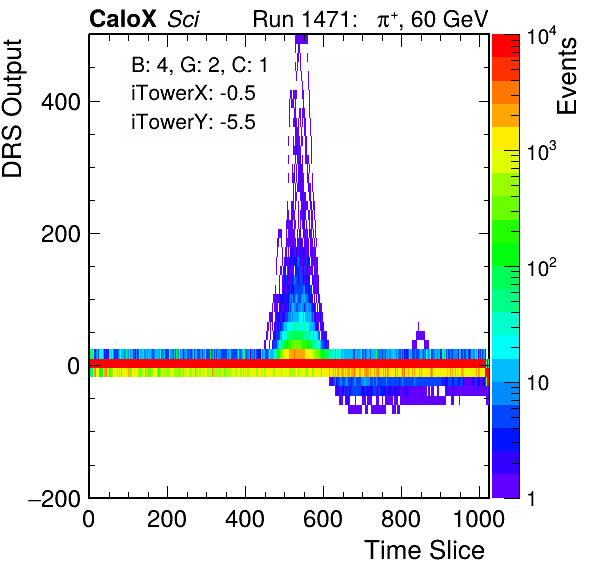 CaloX Sci Run 1471: π⁺, 60 GeV
B: 4, G: 2, C: 1
iTowerX: -0.5
iTowerY: -5.5
DRS Output
400
200
0
−200
0 200 400 600 800 1000
Time Slice
Events
10⁴
10³
10²
10
1